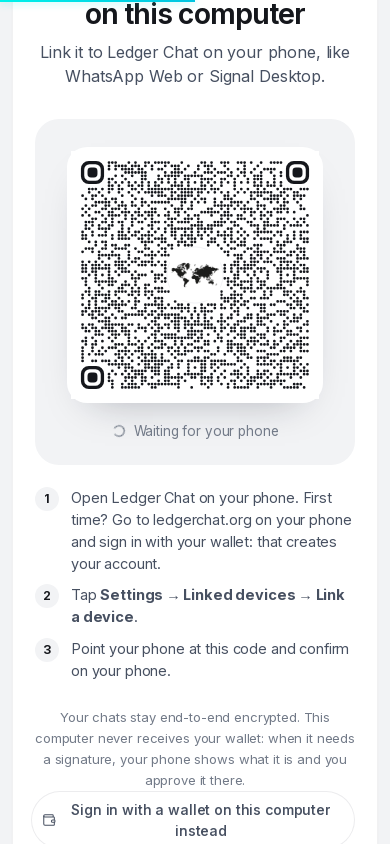 on this computer
Link it to Ledger Chat on your phone, like
WhatsApp Web or Signal Desktop.
Waiting for your phone
1 Open Ledger Chat on your phone. First
time? Go to ledgerchat.org on your phone
and sign in with your wallet: that creates
your account.
2 Tap Settings → Linked devices → Link
a device.
3 Point your phone at this code and confirm
on your phone.
Your chats stay end-to-end encrypted. This
computer never receives your wallet: when it needs
a signature, your phone shows what it is and you
approve it there.
Sign in with a wallet on this computer
instead